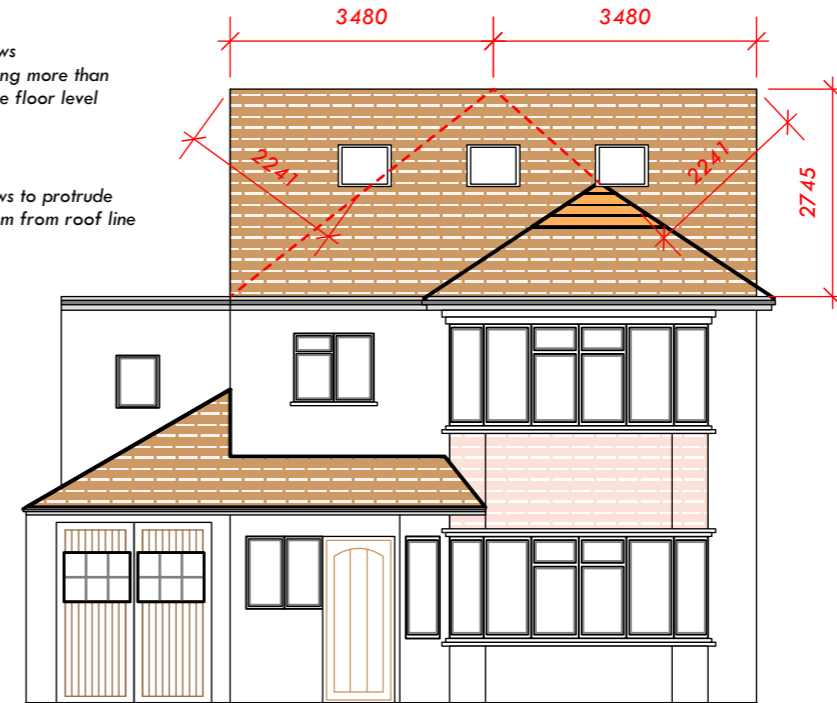 3480
3480
ws
ng more than
e floor level
2241
2241
2745
ws to protrude
m from roof line